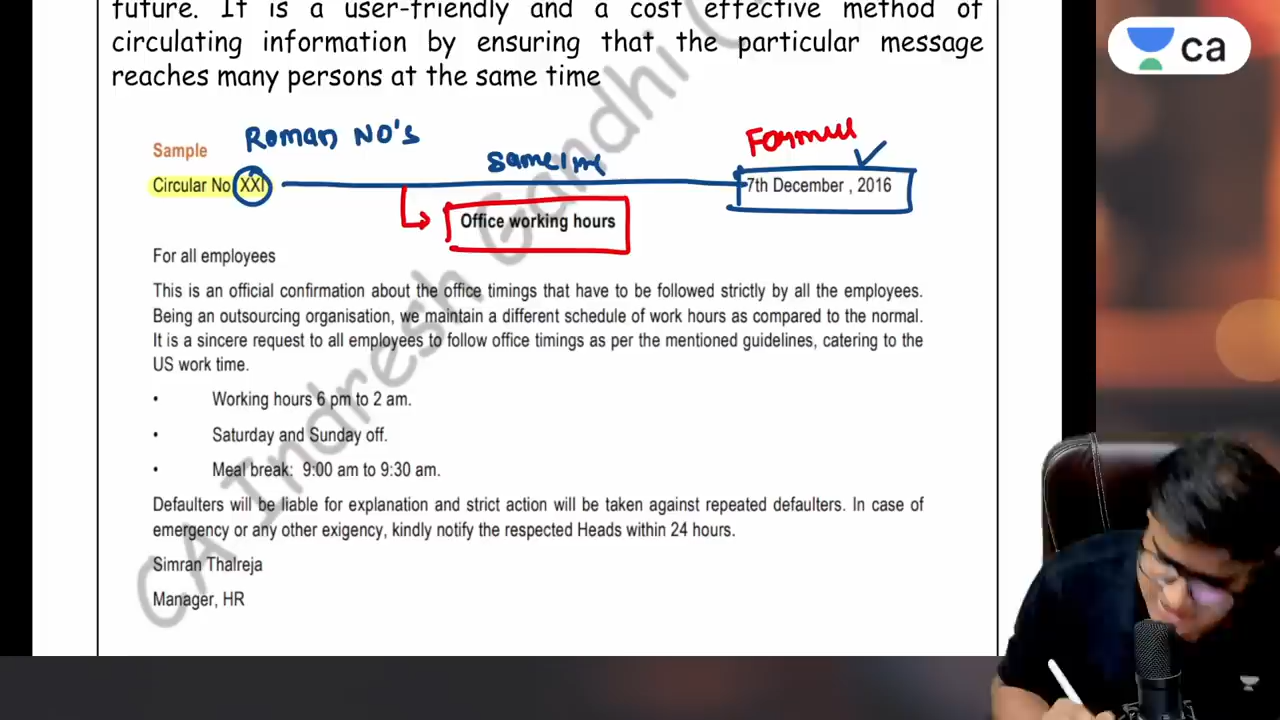 future. It is a user-friendly and a cost effective method of
circulating information by ensuring that the particular message
reaches many persons at the same time
ca
Roman NO's
Format
Sample
Same line
Circular No XXI
7th December , 2016
Office working hours
For all employees
This is an official confirmation about the office timings that have to be followed strictly by all the employees.
Being an outsourcing organisation, we maintain a different schedule of work hours as compared to the normal.
It is a sincere request to all employees to follow office timings as per the mentioned guidelines, catering to the
US work time.
• Working hours 6 pm to 2 am.
• Saturday and Sunday off.
• Meal break: 9:00 am to 9:30 am.
Defaulters will be liable for explanation and strict action will be taken against repeated defaulters. In case of
emergency or any other exigency, kindly notify the respected Heads within 24 hours.
Simran Thalreja
Manager, HR
CA Indresh Gandhi